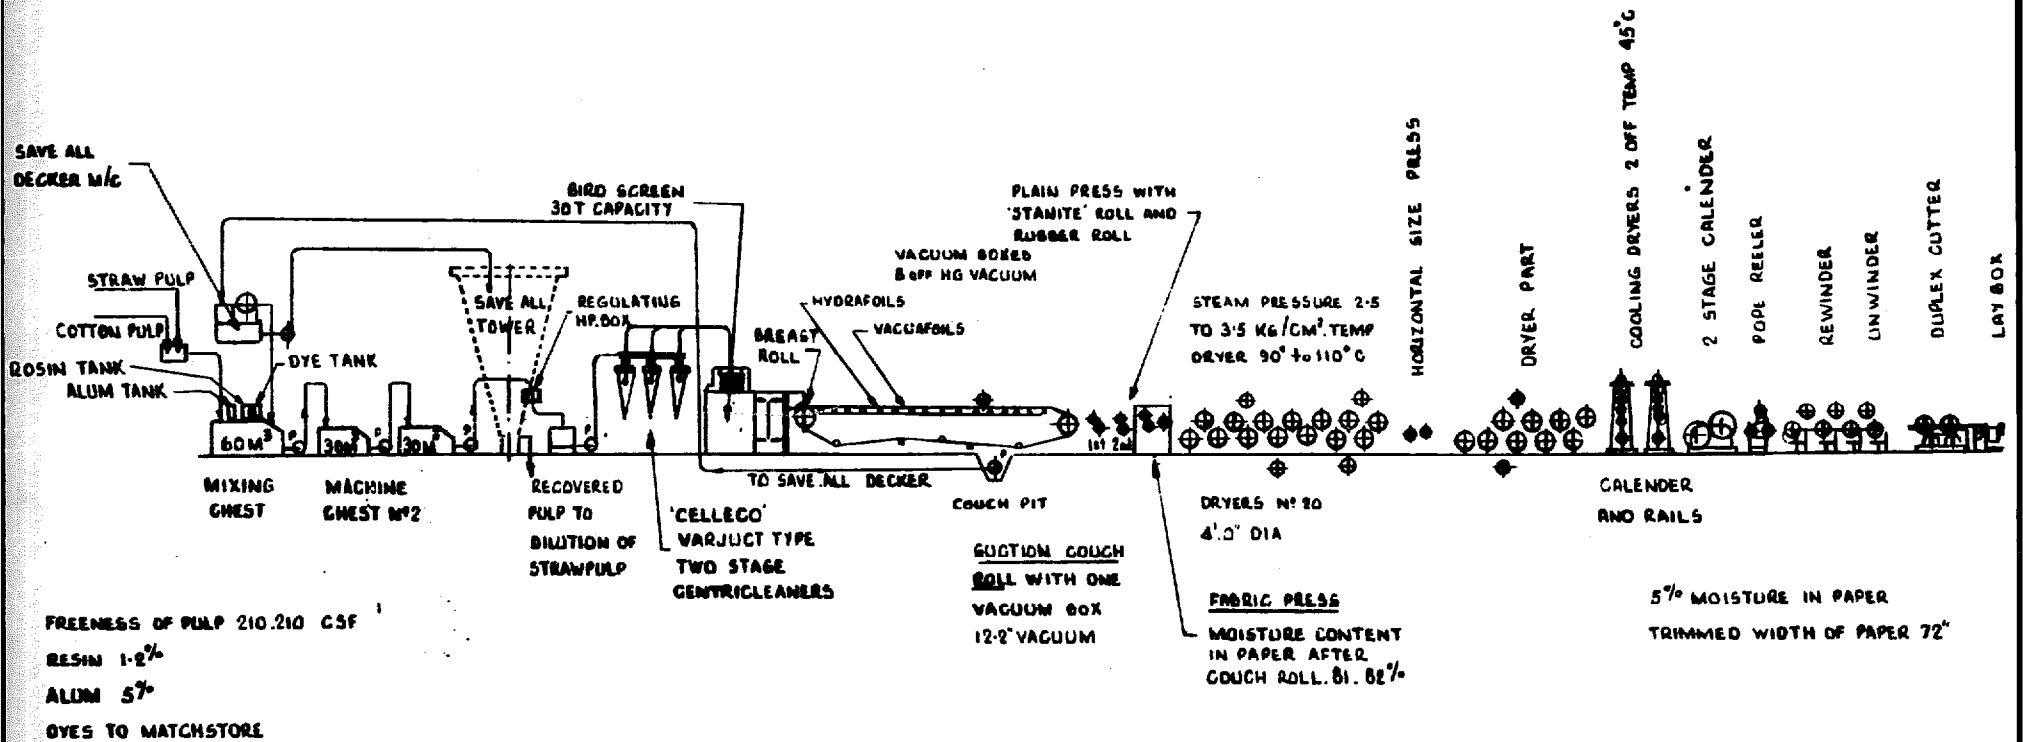 SAVE ALL
DECKER M/C
STRAW PULP
COTTON PULP
ROSIN TANK
ALUM TANK
DYE TANK
60M³
30M³
30M³
P
P
P
P
MIXING
CHEST
MACHINE
CHEST Nº2
SAVE ALL
TOWER
REGULATING
HP.BOX
RECOVERED
PULP TO
DILUTION OF
STRAWPULP
BIRD SCREEN
30T CAPACITY
'CELLECO'
VARJUCT TYPE
TWO STAGE
CENTRICLEANERS
BREAST
ROLL
HYDRAFOILS
VACUAFOILS
VACUUM BOXES
8 OFF HG VACUUM
TO SAVE.ALL DECKER
P
COUCH PIT
SUCTION COUCH
ROLL WITH ONE
VACUUM BOX
12-2" VACUUM
PLAIN PRESS WITH
'STANITE' ROLL AND
RUBBER ROLL
1st 2nd
FABRIC PRESS
MOISTURE CONTENT
IN PAPER AFTER
COUCH ROLL.81.82%
STEAM PRESSURE 2.5
TO 3.5 KG/CM².TEMP
DRYER 90° to 110° C
DRYERS Nº 20
4'.0" DIA
HORIZONTAL SIZE PRESS
DRYER PART
COOLING DRYERS 2 OFF TEMP 45°C
2 STAGE CALENDER
POPE REELER
REWINDER
UNWINDER
DUPLEX CUTTER
LAY BOX
CALENDER
AND RAILS
5% MOISTURE IN PAPER
TRIMMED WIDTH OF PAPER 72"
FREENESS OF PULP 210.210 CSF
RESIN 1.2%
ALUM 5%
DYES TO MATCHSTORE